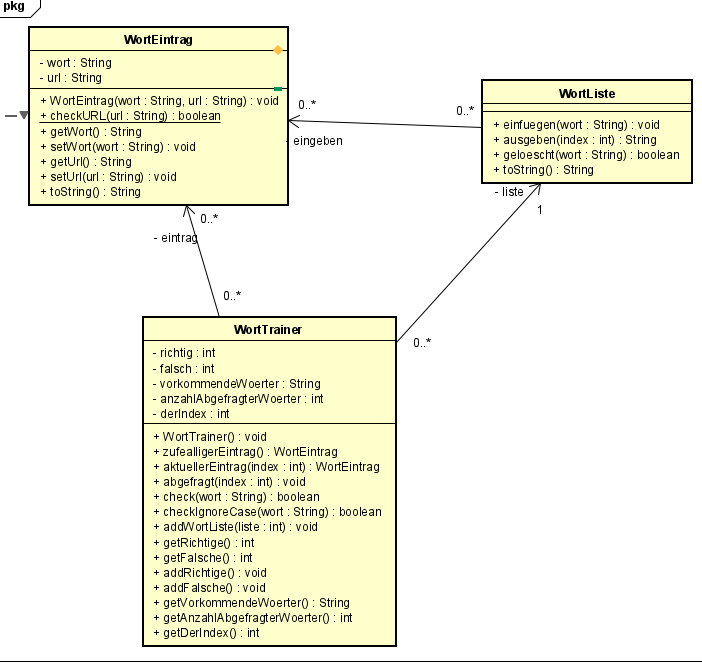 pkg
WortEintrag
- wort : String
- url : String
+ WortEintrag(wort : String, url : String) : void
+ checkURL(url : String) : boolean
+ getWort() : String
+ setWort(wort : String) : void
+ getUrl() : String
+ setUrl(url : String) : void
+ toString() : String
0..*
- eingeben
0..*
WortListe
+ einfuegen(wort : String) : void
+ ausgeben(index : int) : String
+ geloescht(wort : String) : boolean
+ toString() : String
- liste
1
0..*
- eintrag
0..*
0..*
WortTrainer
- richtig : int
- falsch : int
- vorkommendeWoerter : String
- anzahlAbgefragterWoerter : int
- derIndex : int
+ WortTrainer() : void
+ zufealligerEintrag() : WortEintrag
+ aktuellerEintrag(index : int) : WortEintrag
+ abgefragt(index : int) : void
+ check(wort : String) : boolean
+ checkIgnoreCase(wort : String) : boolean
+ addWortListe(liste : int) : void
+ getRichtige() : int
+ getFalsche() : int
+ addRichtige() : void
+ addFalsche() : void
+ getVorkommendeWoerter() : String
+ getAnzahlAbgefragterWoerter() : int
+ getDerIndex() : int